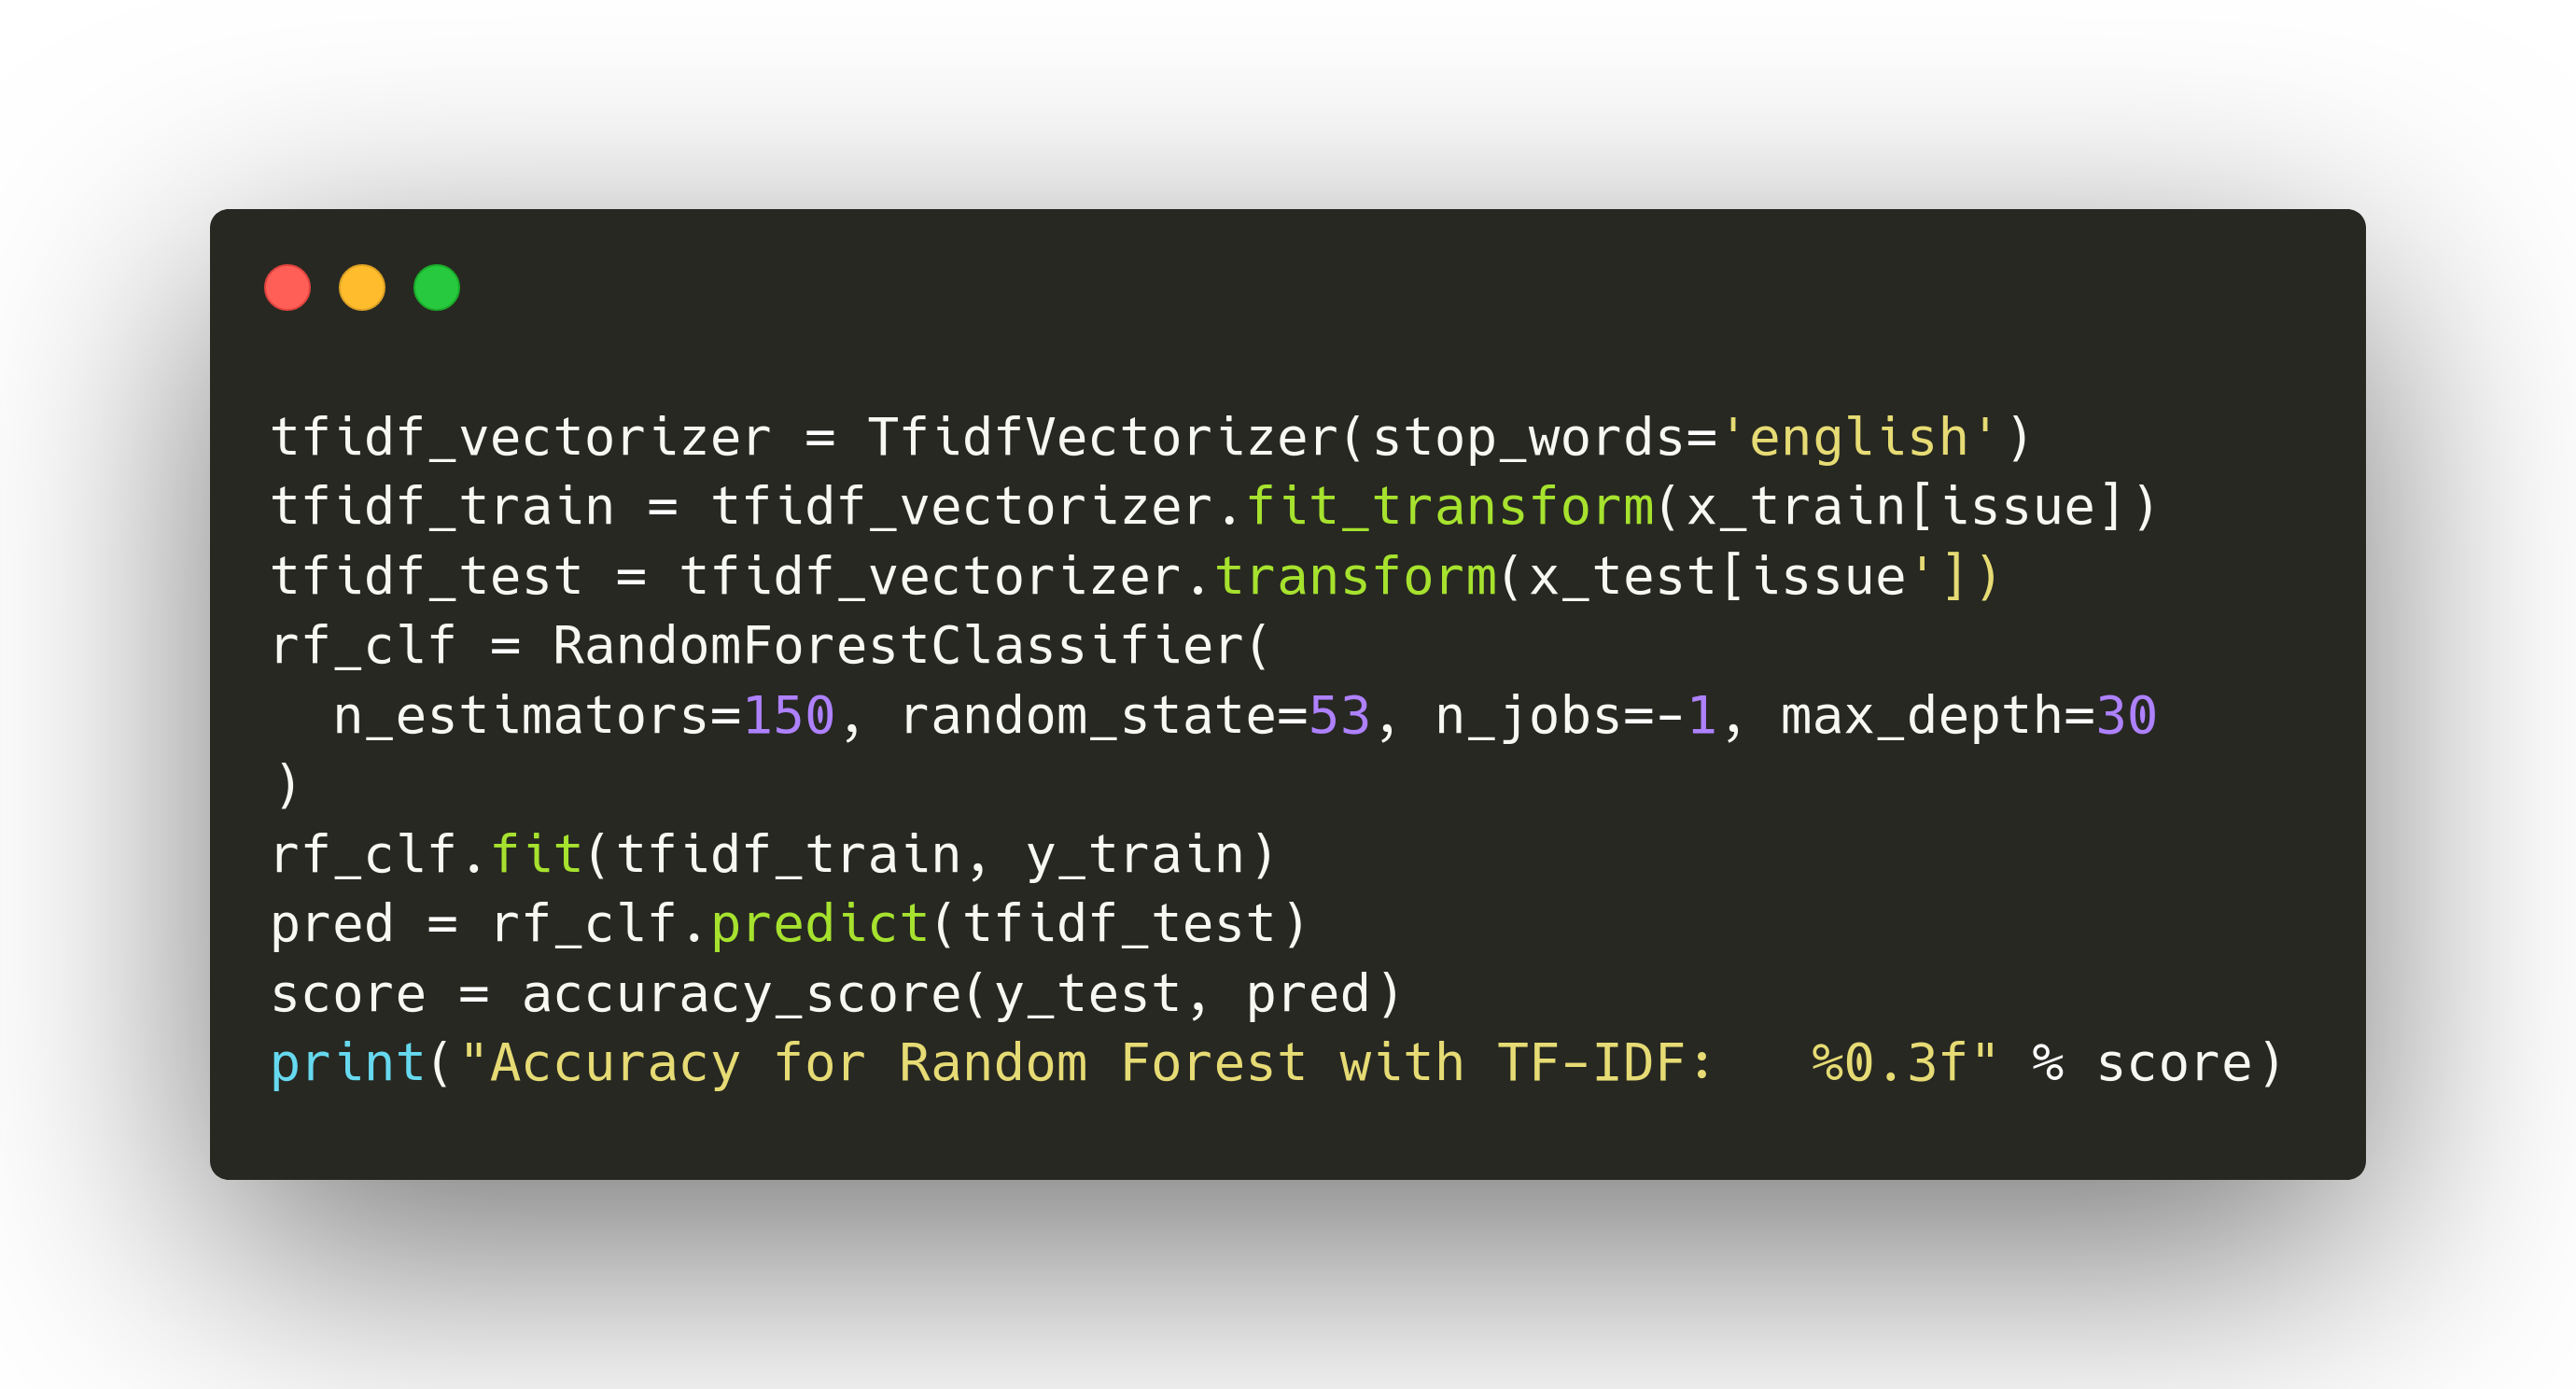 tfidf_vectorizer = TfidfVectorizer(stop_words='english')
tfidf_train = tfidf_vectorizer.fit_transform(x_train[issue])
tfidf_test = tfidf_vectorizer.transform(x_test[issue'])
rf_clf = RandomForestClassifier(
  n_estimators=150, random_state=53, n_jobs=-1, max_depth=30
)
rf_clf.fit(tfidf_train, y_train)
pred = rf_clf.predict(tfidf_test)
score = accuracy_score(y_test, pred)
print("Accuracy for Random Forest with TF-IDF:   %0.3f" % score)